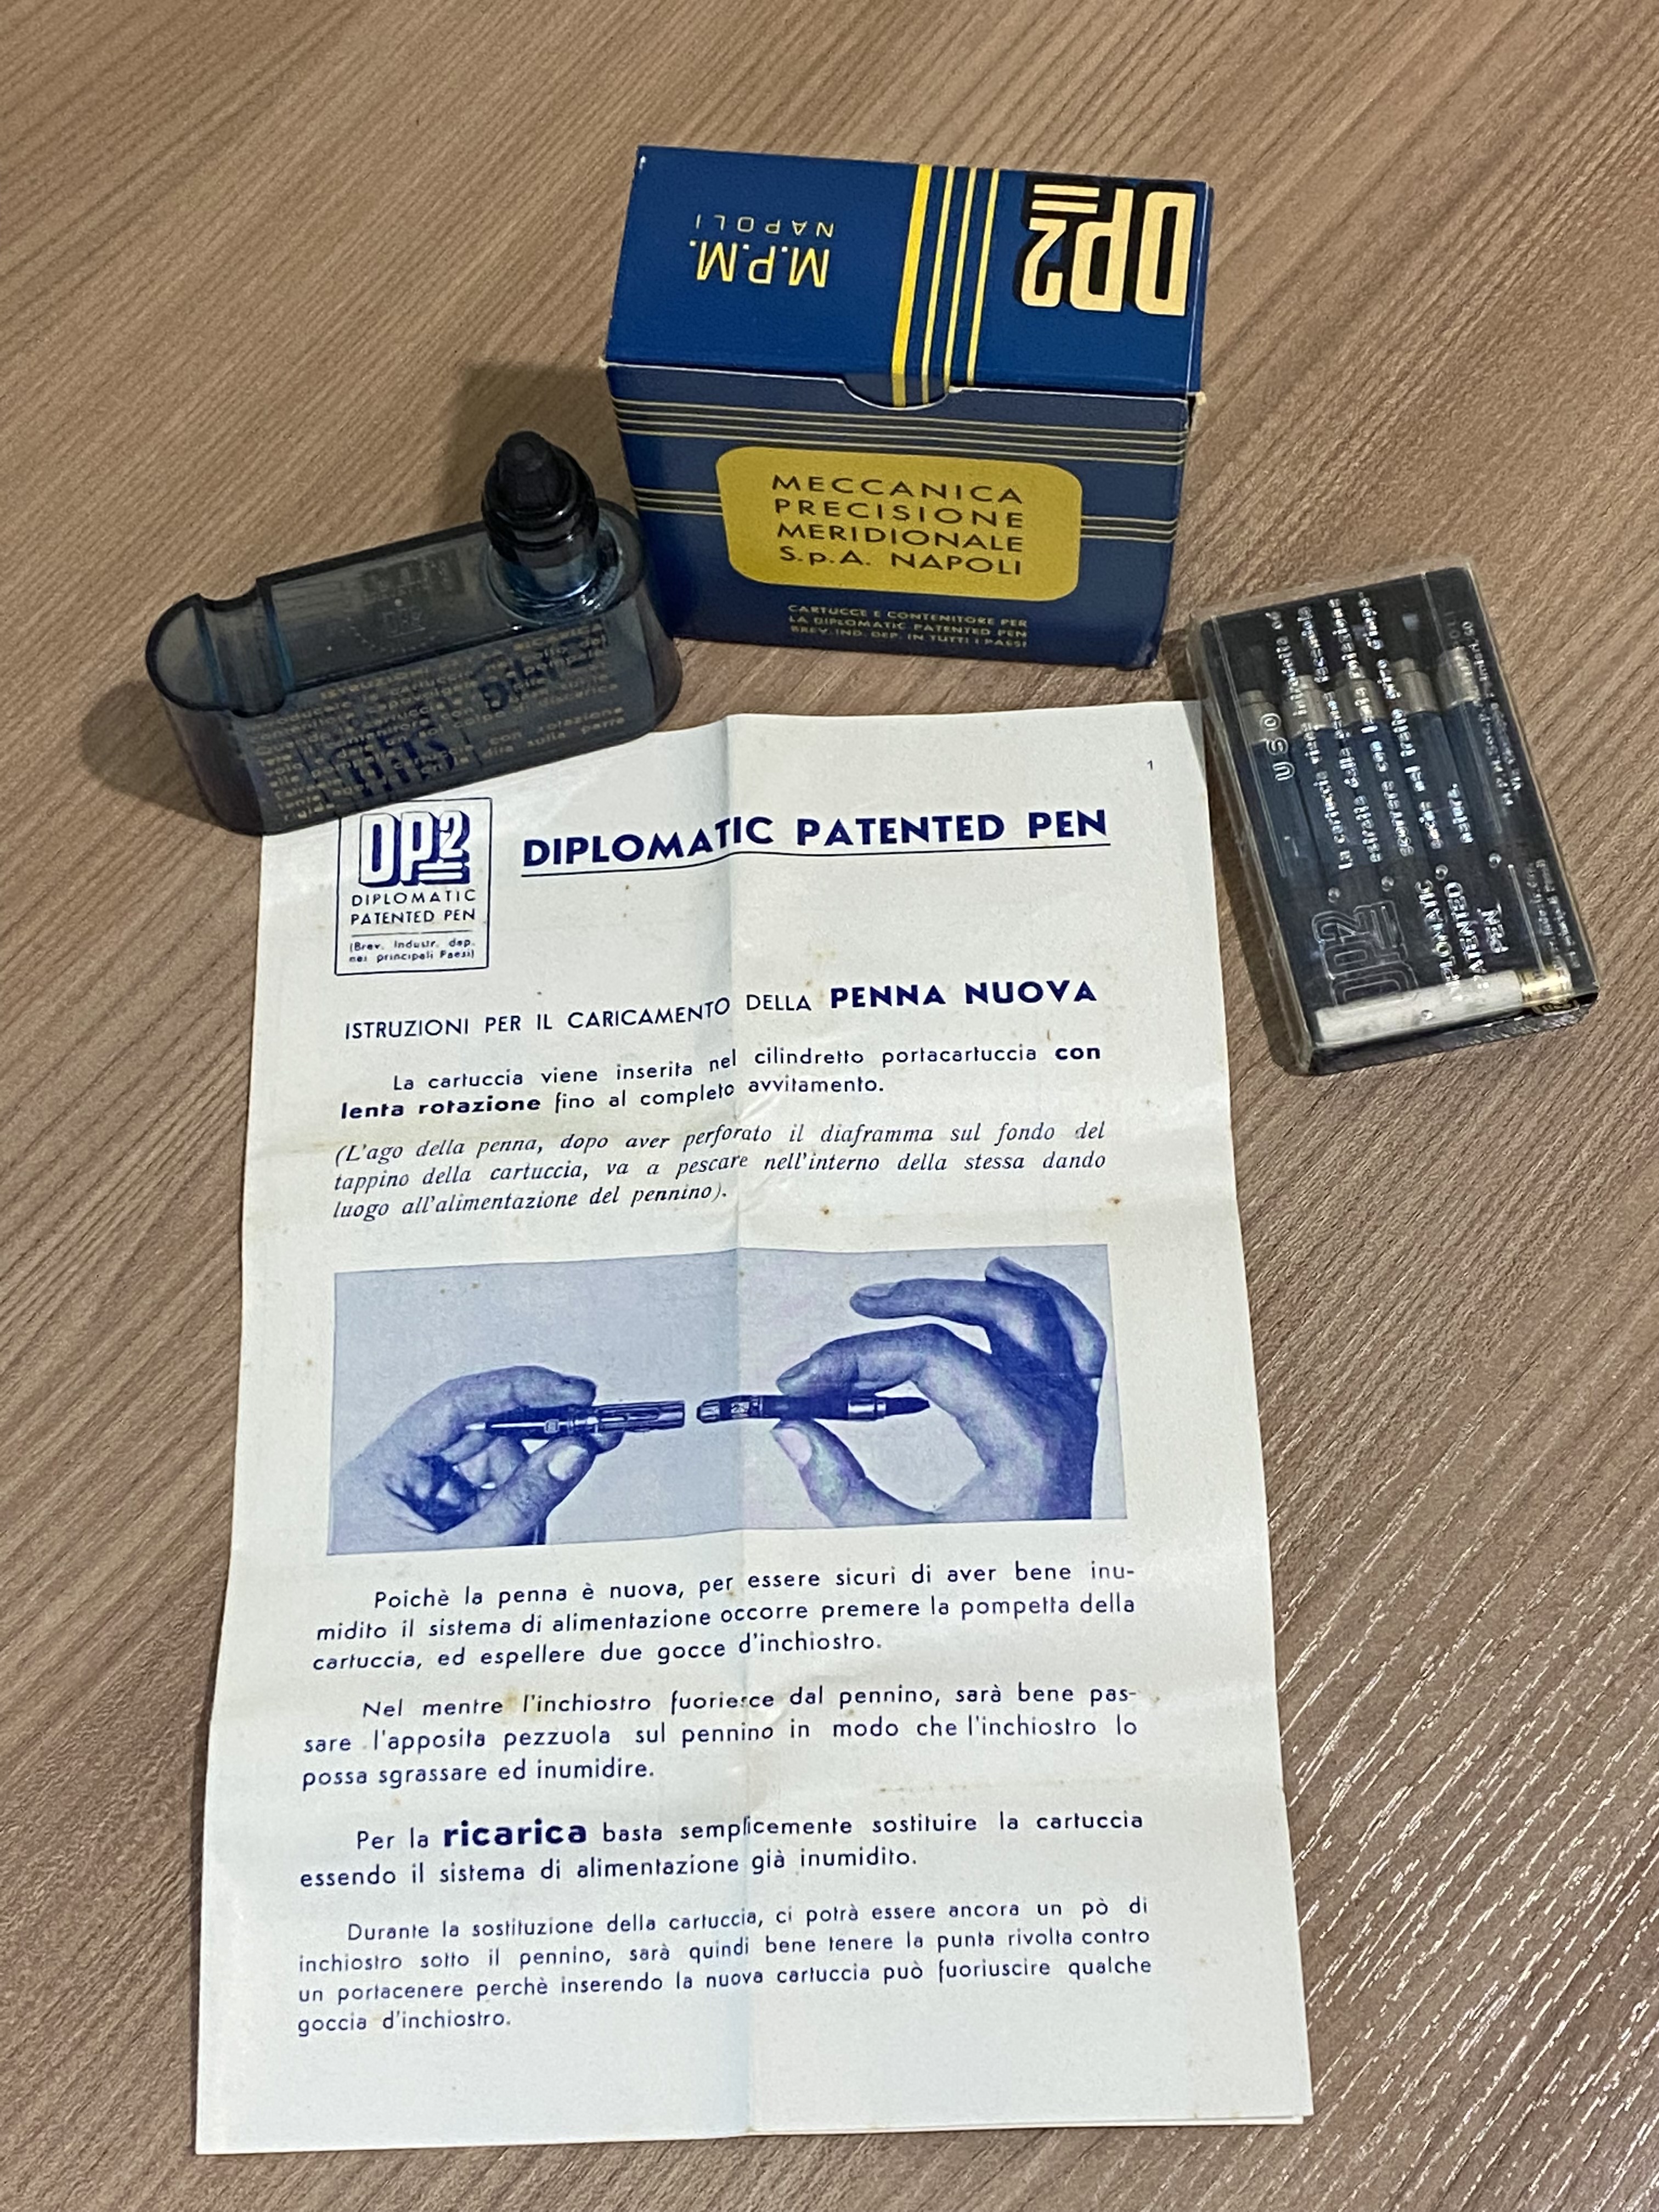 DP2
M.P.M.
NAPOLI
MECCANICA
PRECISIONE
MERIDIONALE
S.p.A. NAPOLI
CARTUCCE E CONTENITORE PER
LA DIPLOMATIC PATENTED PEN
BREV. IND. DEP. IN TUTTI I PAESI
USO
La cartuccia viene
estratta dalla
DP2
DIPLOMATIC
PATENTED
PEN
1
DP2
DIPLOMATIC
PATENTED PEN
(Brev. Industr. dep.
nei principali Paesi)
DIPLOMATIC PATENTED PEN
ISTRUZIONI PER IL CARICAMENTO DELLA PENNA NUOVA
La cartuccia viene inserita nel cilindretto portacartuccia con
lenta rotazione fino al completo avvitamento.
(L'ago della penna, dopo aver perforato il diaframma sul fondo del
tappino della cartuccia, va a pescare nell'interno della stessa dando
luogo all'alimentazione del pennino).
Poichè la penna è nuova, per essere sicuri di aver bene inu-
midito il sistema di alimentazione occorre premere la pompetta della
cartuccia, ed espellere due gocce d'inchiostro.
Nel mentre l'inchiostro fuoriesce dal pennino, sarà bene pas-
sare l'apposita pezzuola sul pennino in modo che l'inchiostro lo
possa sgrassare ed inumidire.
Per la ricarica basta semplicemente sostituire la cartuccia
essendo il sistema di alimentazione già inumidito.
Durante la sostituzione della cartuccia, ci potrà essere ancora un pò di
inchiostro sotto il pennino, sarà quindi bene tenere la punta rivolta contro
un portacenere perchè inserendo la nuova cartuccia può fuoriuscire qualche
goccia d'inchiostro.